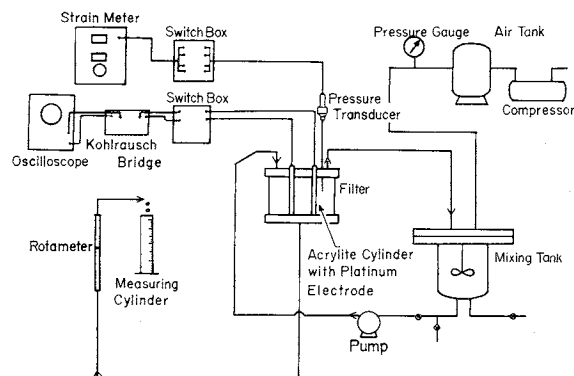 Strain Meter
Switch Box
Pressure Gauge
Air Tank
Compressor
Switch Box
Pressure
Transducer
Oscilloscope
Kohlrausch
Bridge
Filter
Rotameter
Measuring
Cylinder
Acrylite Cylinder
with Platinum
Electrode
Mixing Tank
Pump